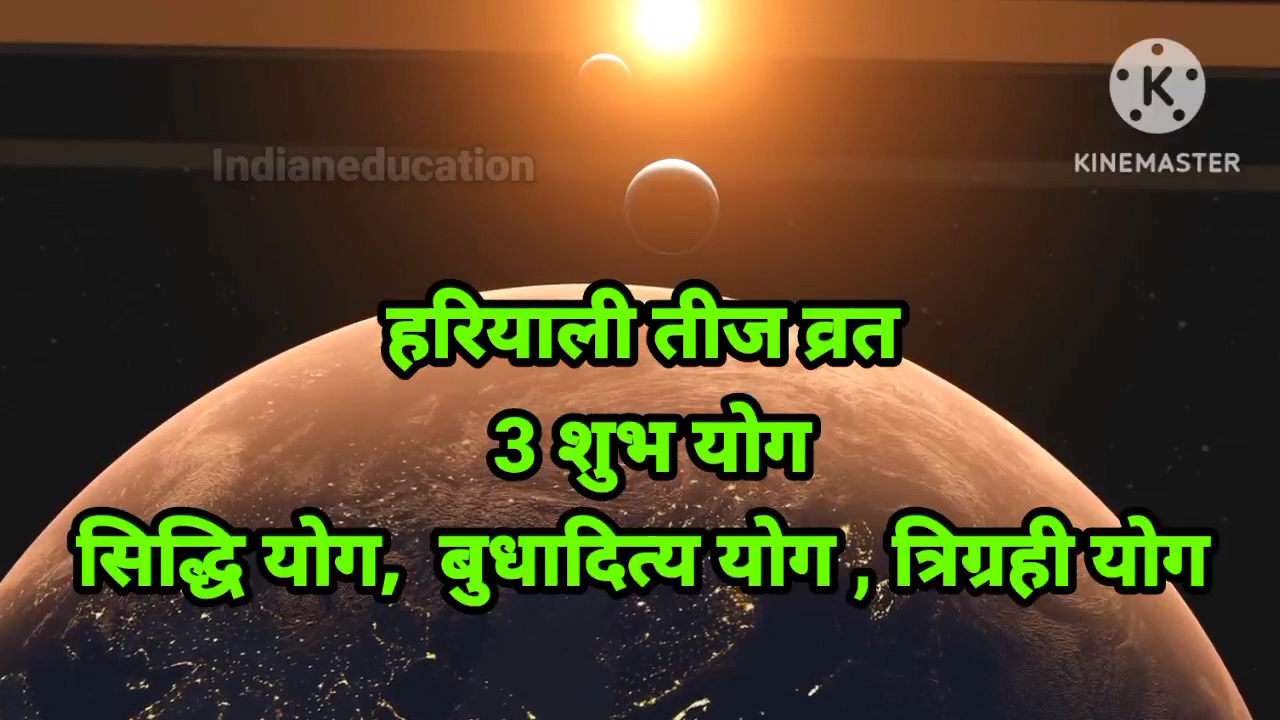 Indianeducation
K
KINEMASTER
हरियाली तीज व्रत
3 शुभ योग
सिद्धि योग, बुधादित्य योग , त्रिग्रही योग